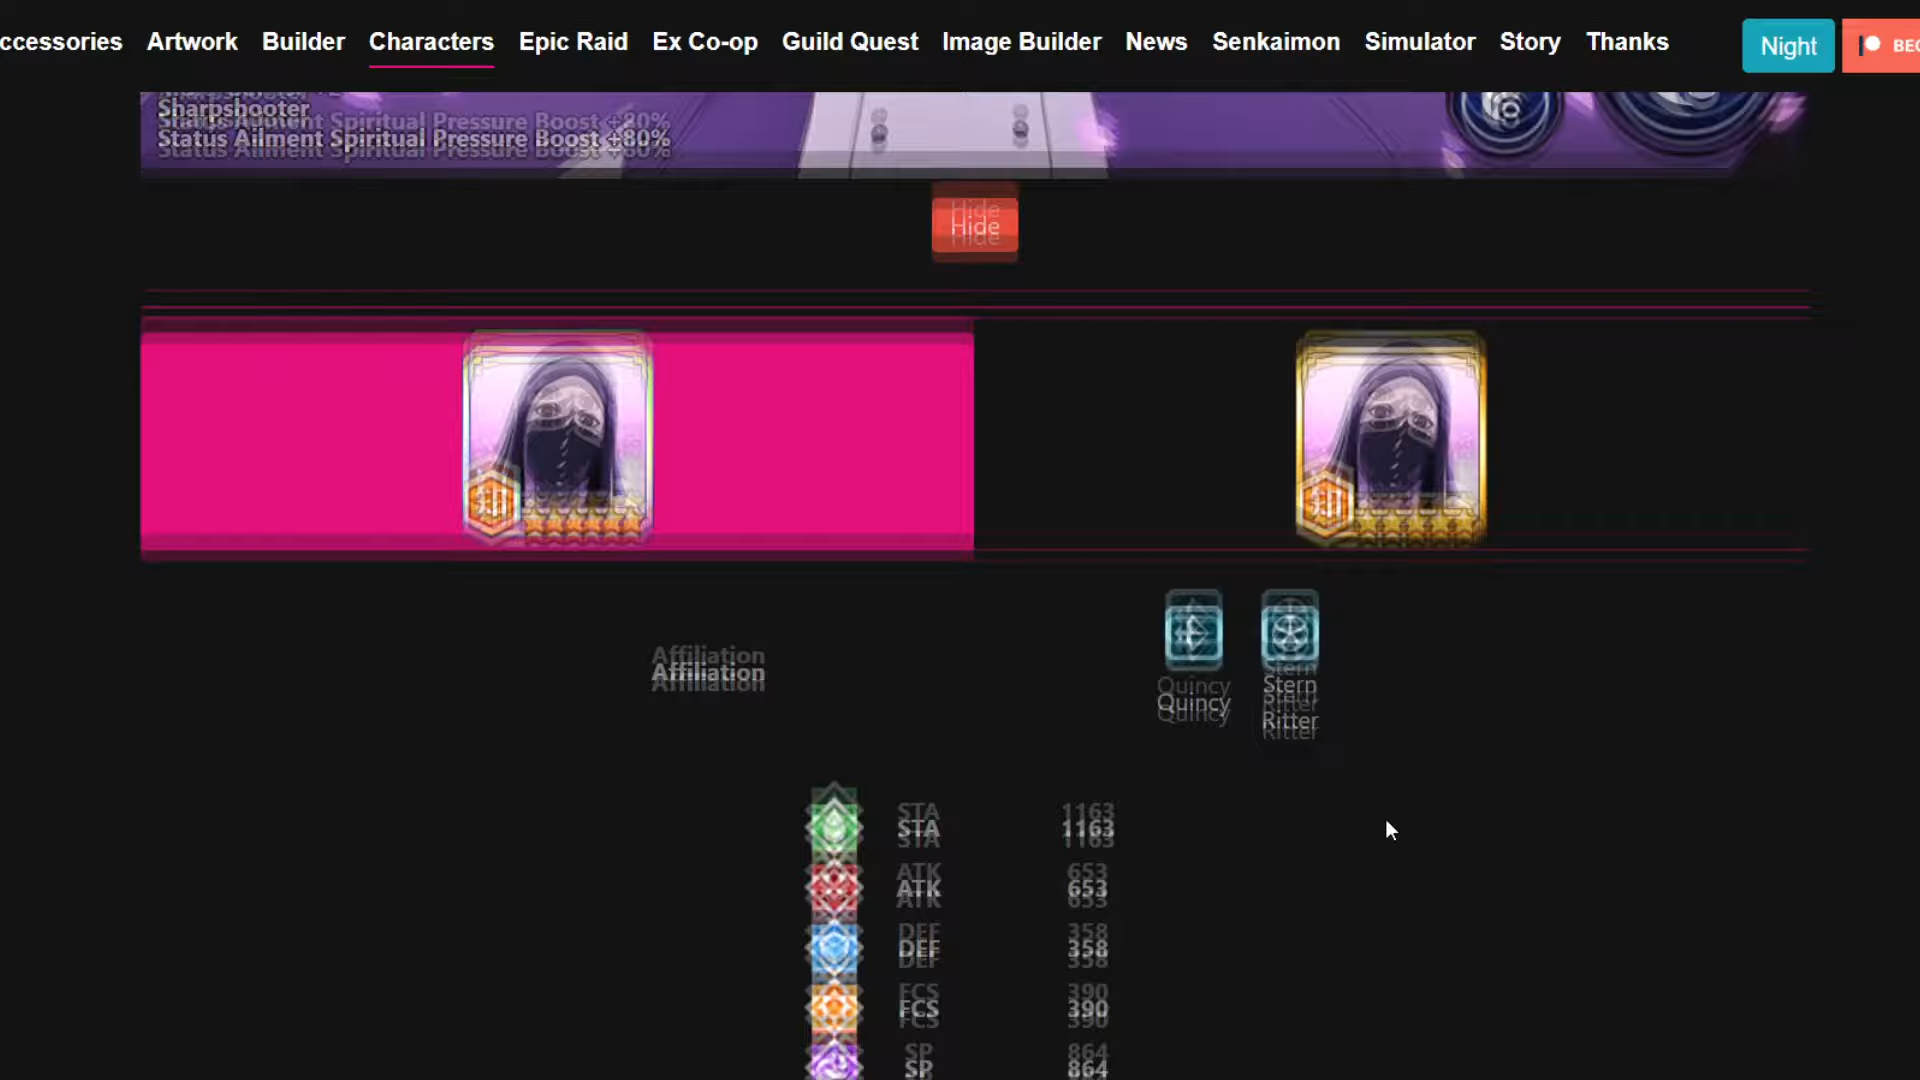 ccessories Artwork Builder Characters Epic Raid Ex Co-op Guild Quest Image Builder News Senkaimon Simulator Story Thanks Night BEC
Sharpshooter
Status Ailment Spiritual Pressure Boost +80%
Hide
Affiliation
Quincy
Stern
Ritter
STA 1163
ATK 653
DEF 358
FCS 390
SP 864